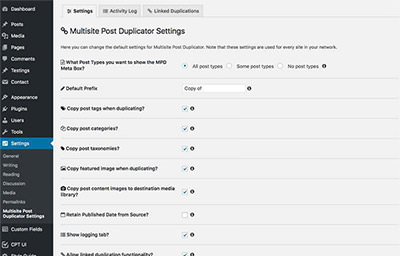 Dashboard
Posts
Media
Pages
Comments
Testings
Contact
Appearance
Plugins
Users
Tools
Settings
General
Writing
Reading
Discussion
Media
Permalinks
Multisite Post Duplicator Settings
Custom Fields
CPT UI
Settings
Activity Log
Linked Duplications
Multisite Post Duplicator Settings
Here you can change the default settings for Multisite Post Duplicator. Note that these settings are used for every site in your network.
What Post Types you want to show the MPD Meta Box?
All post types
Some post types
No post types
Default Prefix
Copy of
Copy post tags when duplicating?
Copy post categories?
Copy post taxonomies?
Copy featured image when duplicating?
Copy post content images to destination media library?
Retain Published Date from Source?
Show logging tab?
Allow linked duplication functionality?